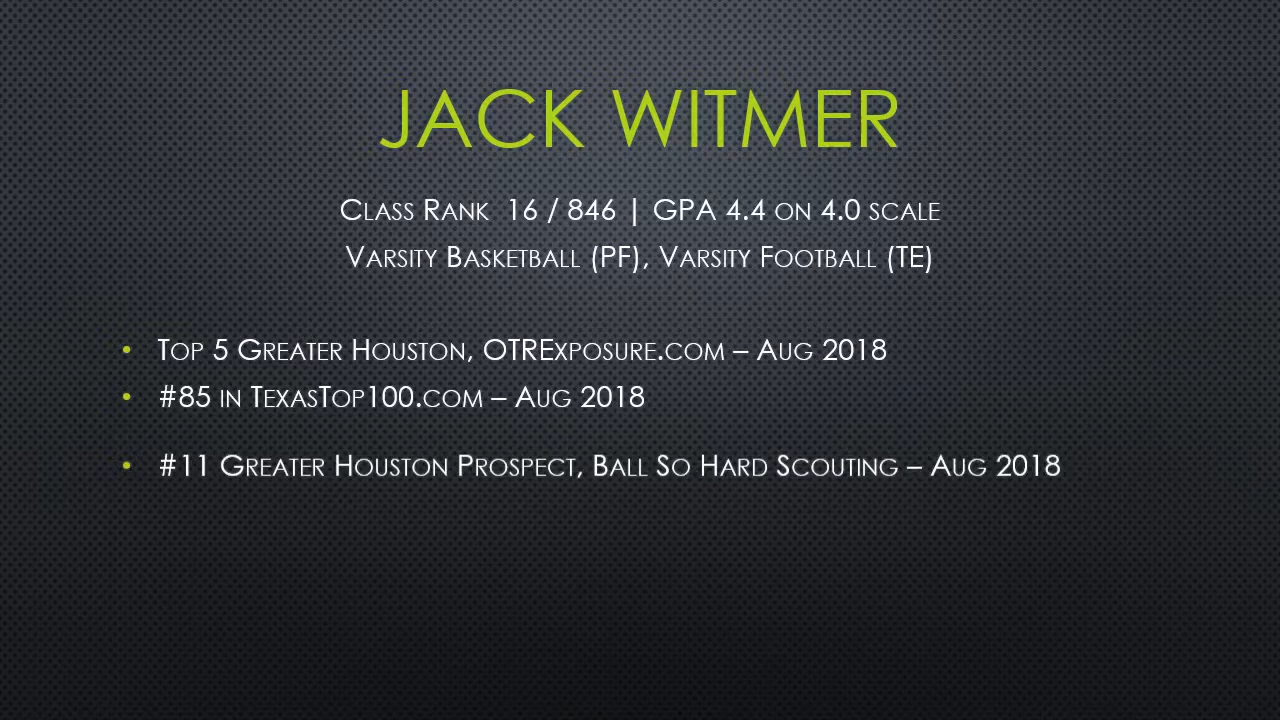 JACK WITMER
Class Rank 16 / 846 | GPA 4.4 on 4.0 scale
Varsity Basketball (PF), Varsity Football (TE)
• Top 5 Greater Houston, OTRExposure.com – Aug 2018
• #85 in TexasTop100.com – Aug 2018
• #11 Greater Houston Prospect, Ball So Hard Scouting – Aug 2018